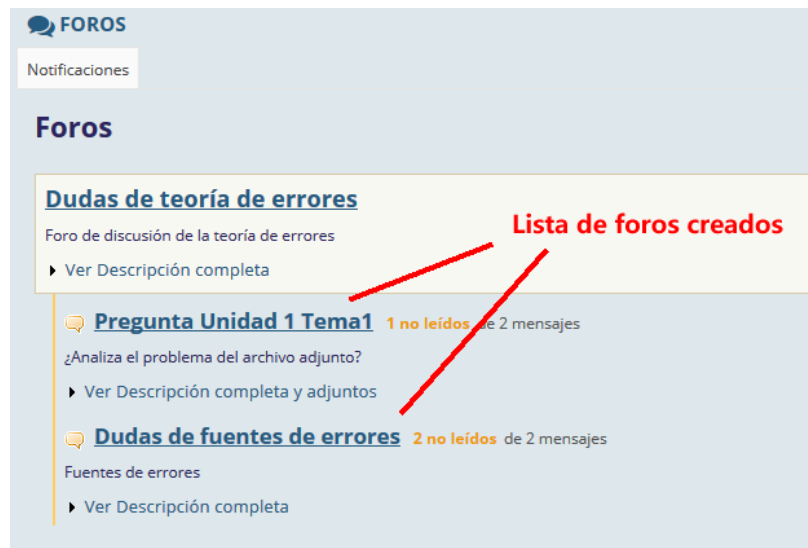 FOROS
Notificaciones
Foros
Dudas de teoría de errores
Lista de foros creados
Foro de discusión de la teoría de errores
Ver Descripción completa
Pregunta Unidad 1 Tema1 1 no leídos de 2 mensajes
¿Analiza el problema del archivo adjunto?
Ver Descripción completa y adjuntos
Dudas de fuentes de errores 2 no leídos de 2 mensajes
Fuentes de errores
Ver Descripción completa